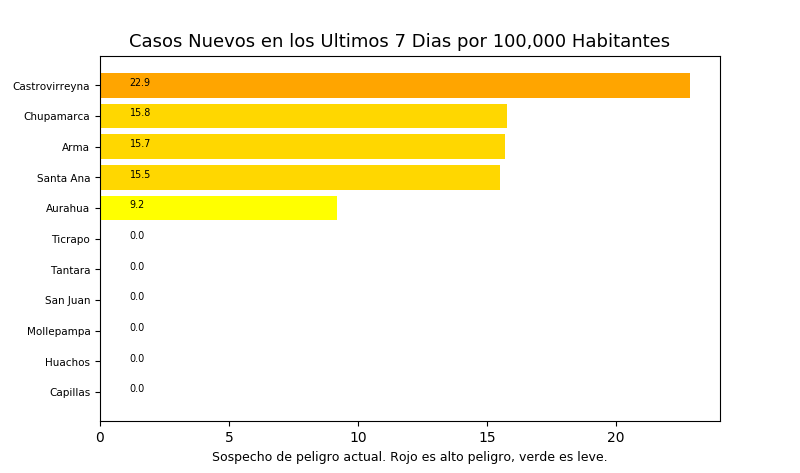 Casos Nuevos en los Ultimos 7 Dias por 100,000 Habitantes
Castrovirreyna 22.9
Chupamarca 15.8
Arma 15.7
Santa Ana 15.5
Aurahua 9.2
Ticrapo 0.0
Tantara 0.0
San Juan 0.0
Mollepampa 0.0
Huachos 0.0
Capillas 0.0
0 5 10 15 20
Sospecho de peligro actual. Rojo es alto peligro, verde es leve.